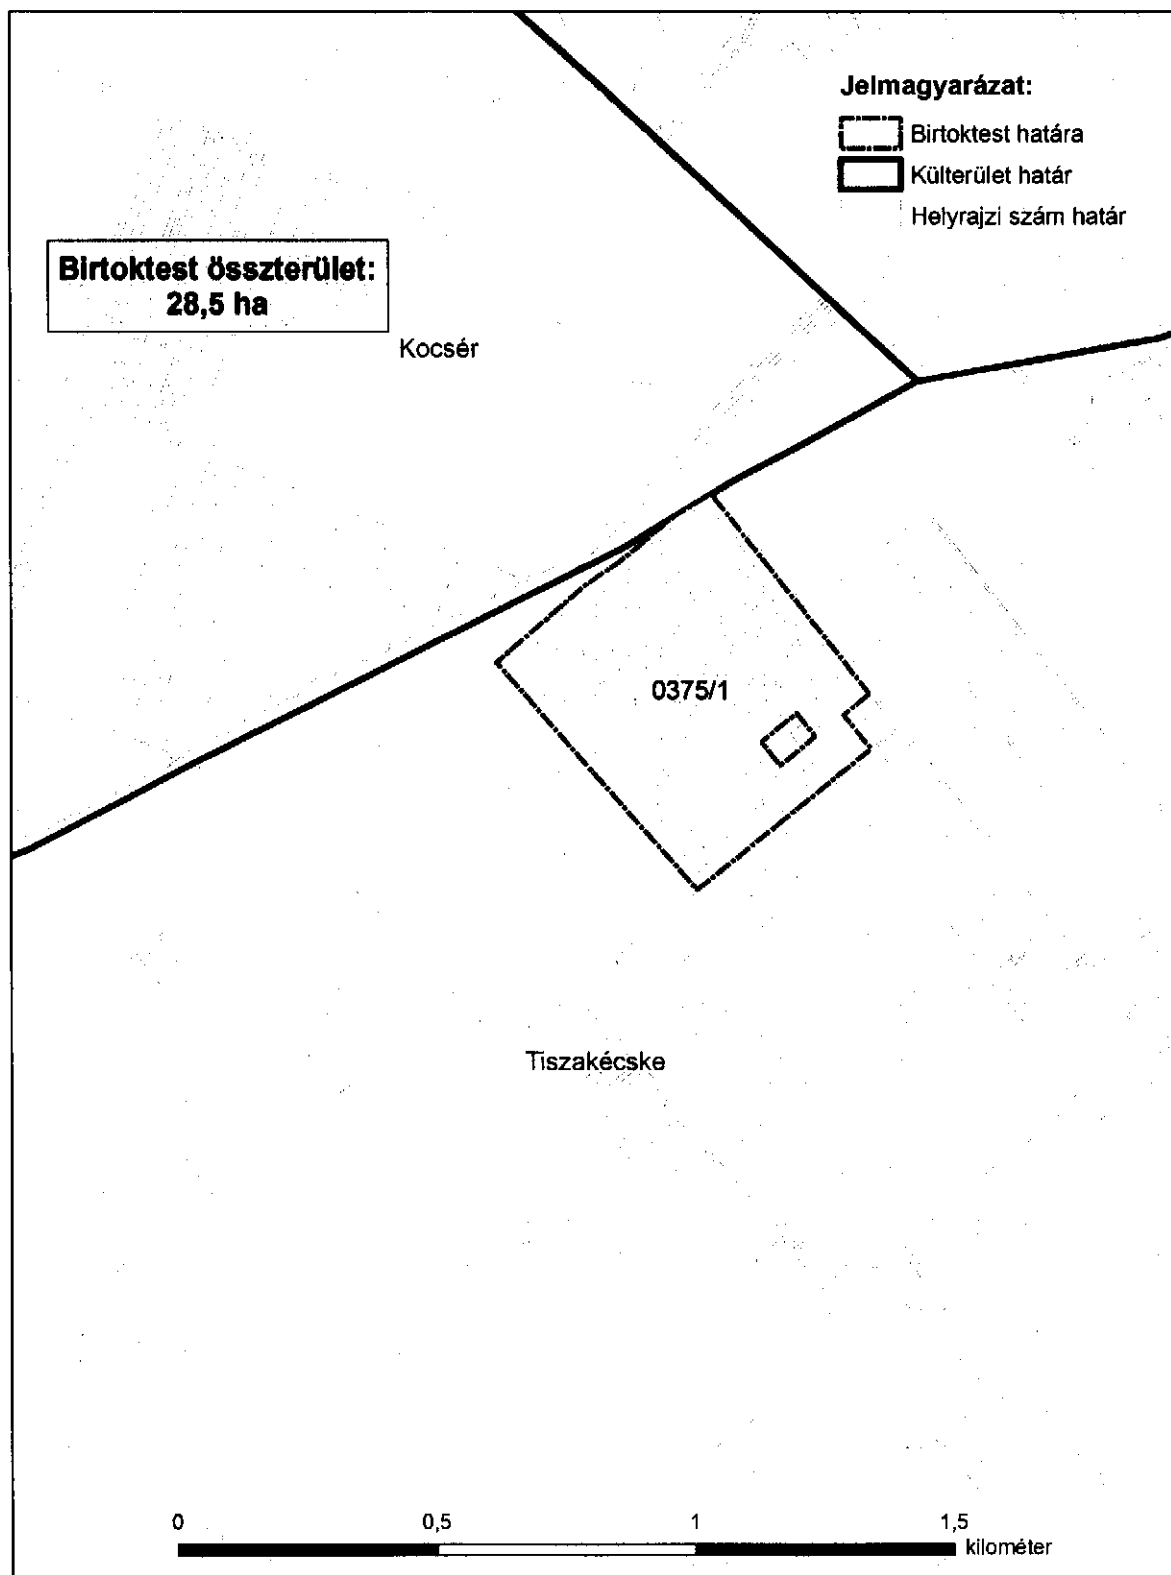 Jelmagyarázat:
Birtoktest határa
Külterület határ
Helyrajzi szám határ
Birtoktest összterület:
28,5 ha
Kocsér
0375/1
Tiszakécske
0 0,5 1 1,5
kilométer